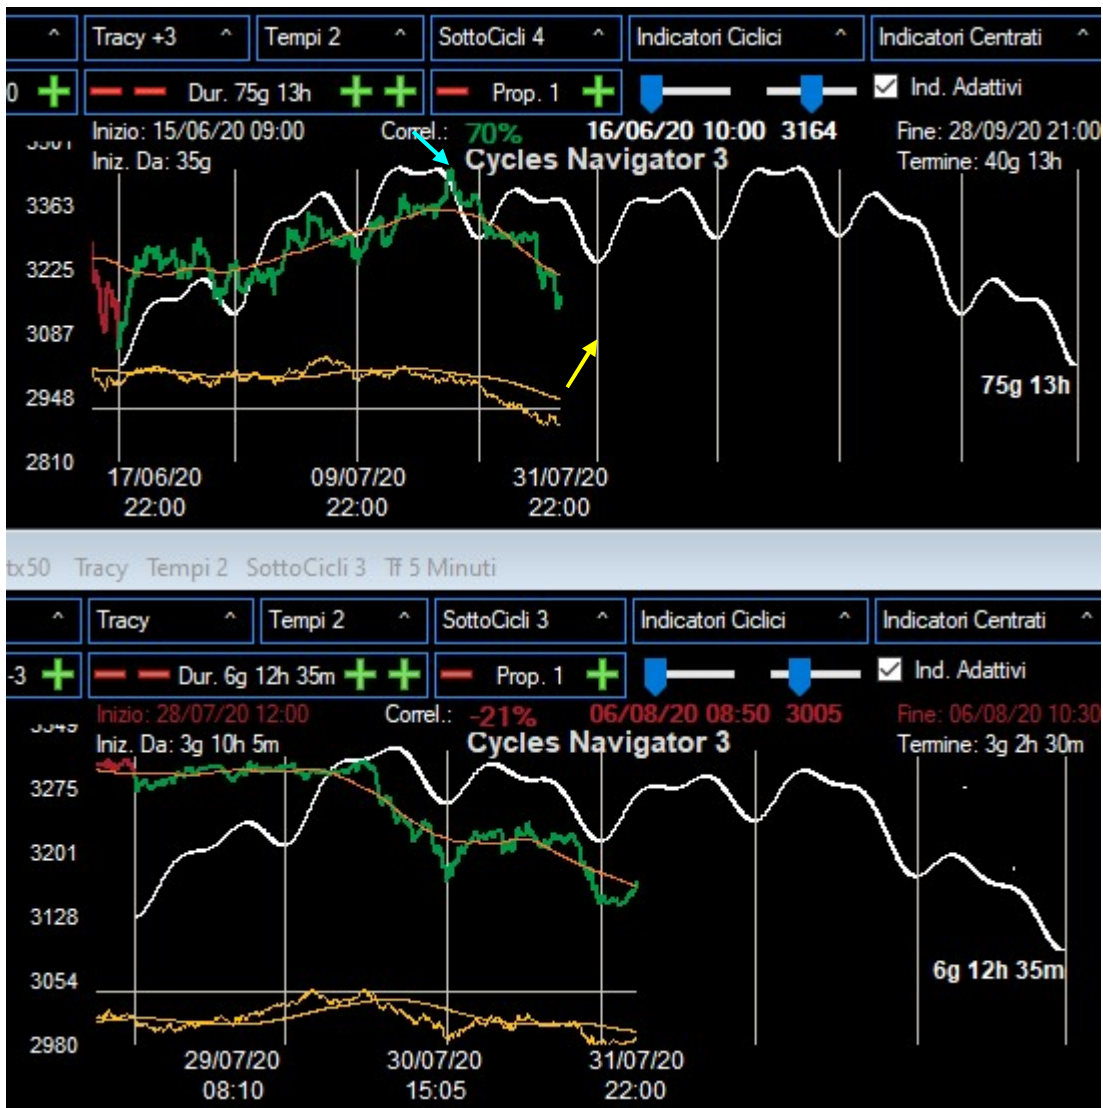 ^ Tracy +3 ^ Tempi 2 ^ SottoCicli 4 ^ Indicatori Ciclici ^ Indicatori Centrati ^
0 Dur. 75g 13h Prop. 1 Ind. Adattivi
Inizio: 15/06/20 09:00 Correl.: 70% 16/06/20 10:00 3164 Fine: 28/09/20 21:00
Iniz. Da: 35g Cycles Navigator 3 Termine: 40g 13h
3363
3225
3087
2948
75g 13h
2810
17/06/20 09/07/20 31/07/20
22:00 22:00 22:00
tx50 Tracy Tempi 2 SottoCicli 3 Tf 5 Minuti
^ Tracy ^ Tempi 2 ^ SottoCicli 3 ^ Indicatori Ciclici ^ Indicatori Centrati ^
-3 Dur. 6g 12h 35m Prop. 1 Ind. Adattivi
Inizio: 28/07/20 12:00 Correl.: -21% 06/08/20 08:50 3005 Fine: 06/08/20 10:30
Iniz. Da: 3g 10h 5m Cycles Navigator 3 Termine: 3g 2h 30m
3275
3201
3128
3054
6g 12h 35m
2980
29/07/20 30/07/20 31/07/20
08:10 15:05 22:00